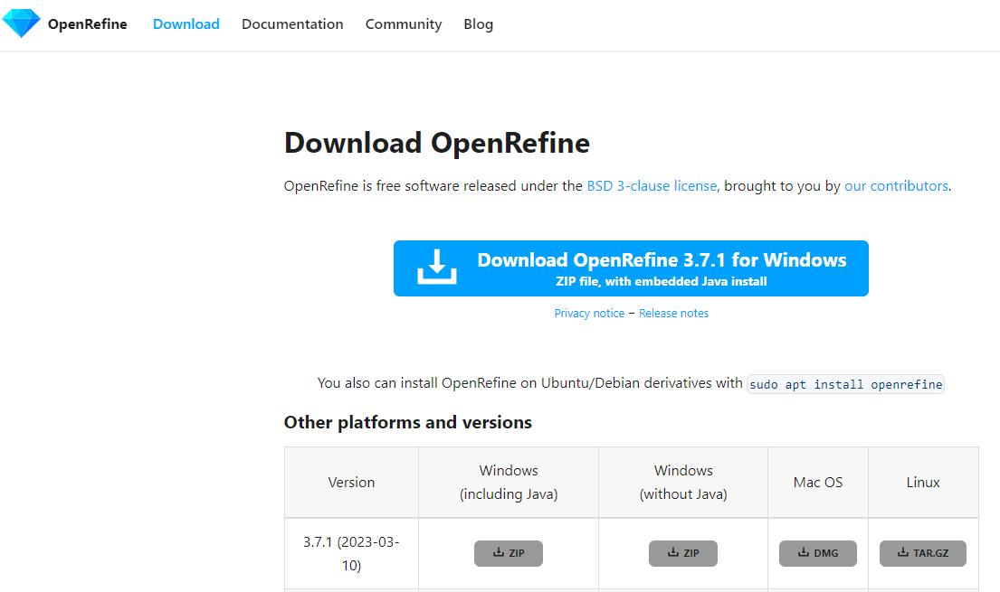 OpenRefine Download Documentation Community Blog
Download OpenRefine
OpenRefine is free software released under the BSD 3-clause license, brought to you by our contributors.
Download OpenRefine 3.7.1 for Windows
ZIP file, with embedded Java install
Privacy notice – Release notes
You also can install OpenRefine on Ubuntu/Debian derivatives with sudo apt install openrefine
Other platforms and versions
Version
Windows
(including Java)
Windows
(without Java)
Mac OS
Linux
3.7.1 (2023-03-
10)
ZIP
ZIP
DMG
TAR.GZ